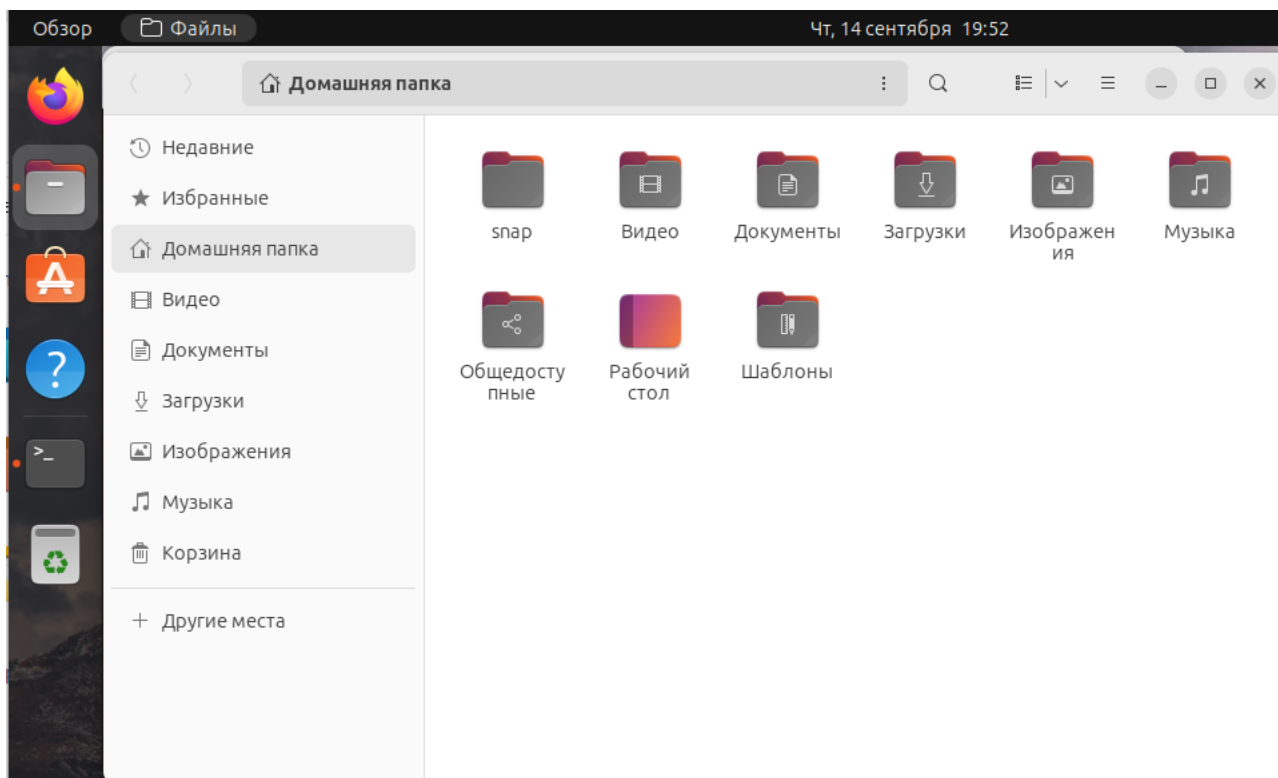 Обзор Файлы Чт, 14 сентября 19:52
Домашняя папка
Недавние
Избранные
Домашняя папка
Видео
Документы
Загрузки
Изображения
Музыка
Корзина
Другие места
snap Видео Документы Загрузки Изображен Музыка
ия
Общедосту Рабочий Шаблоны
пные стол